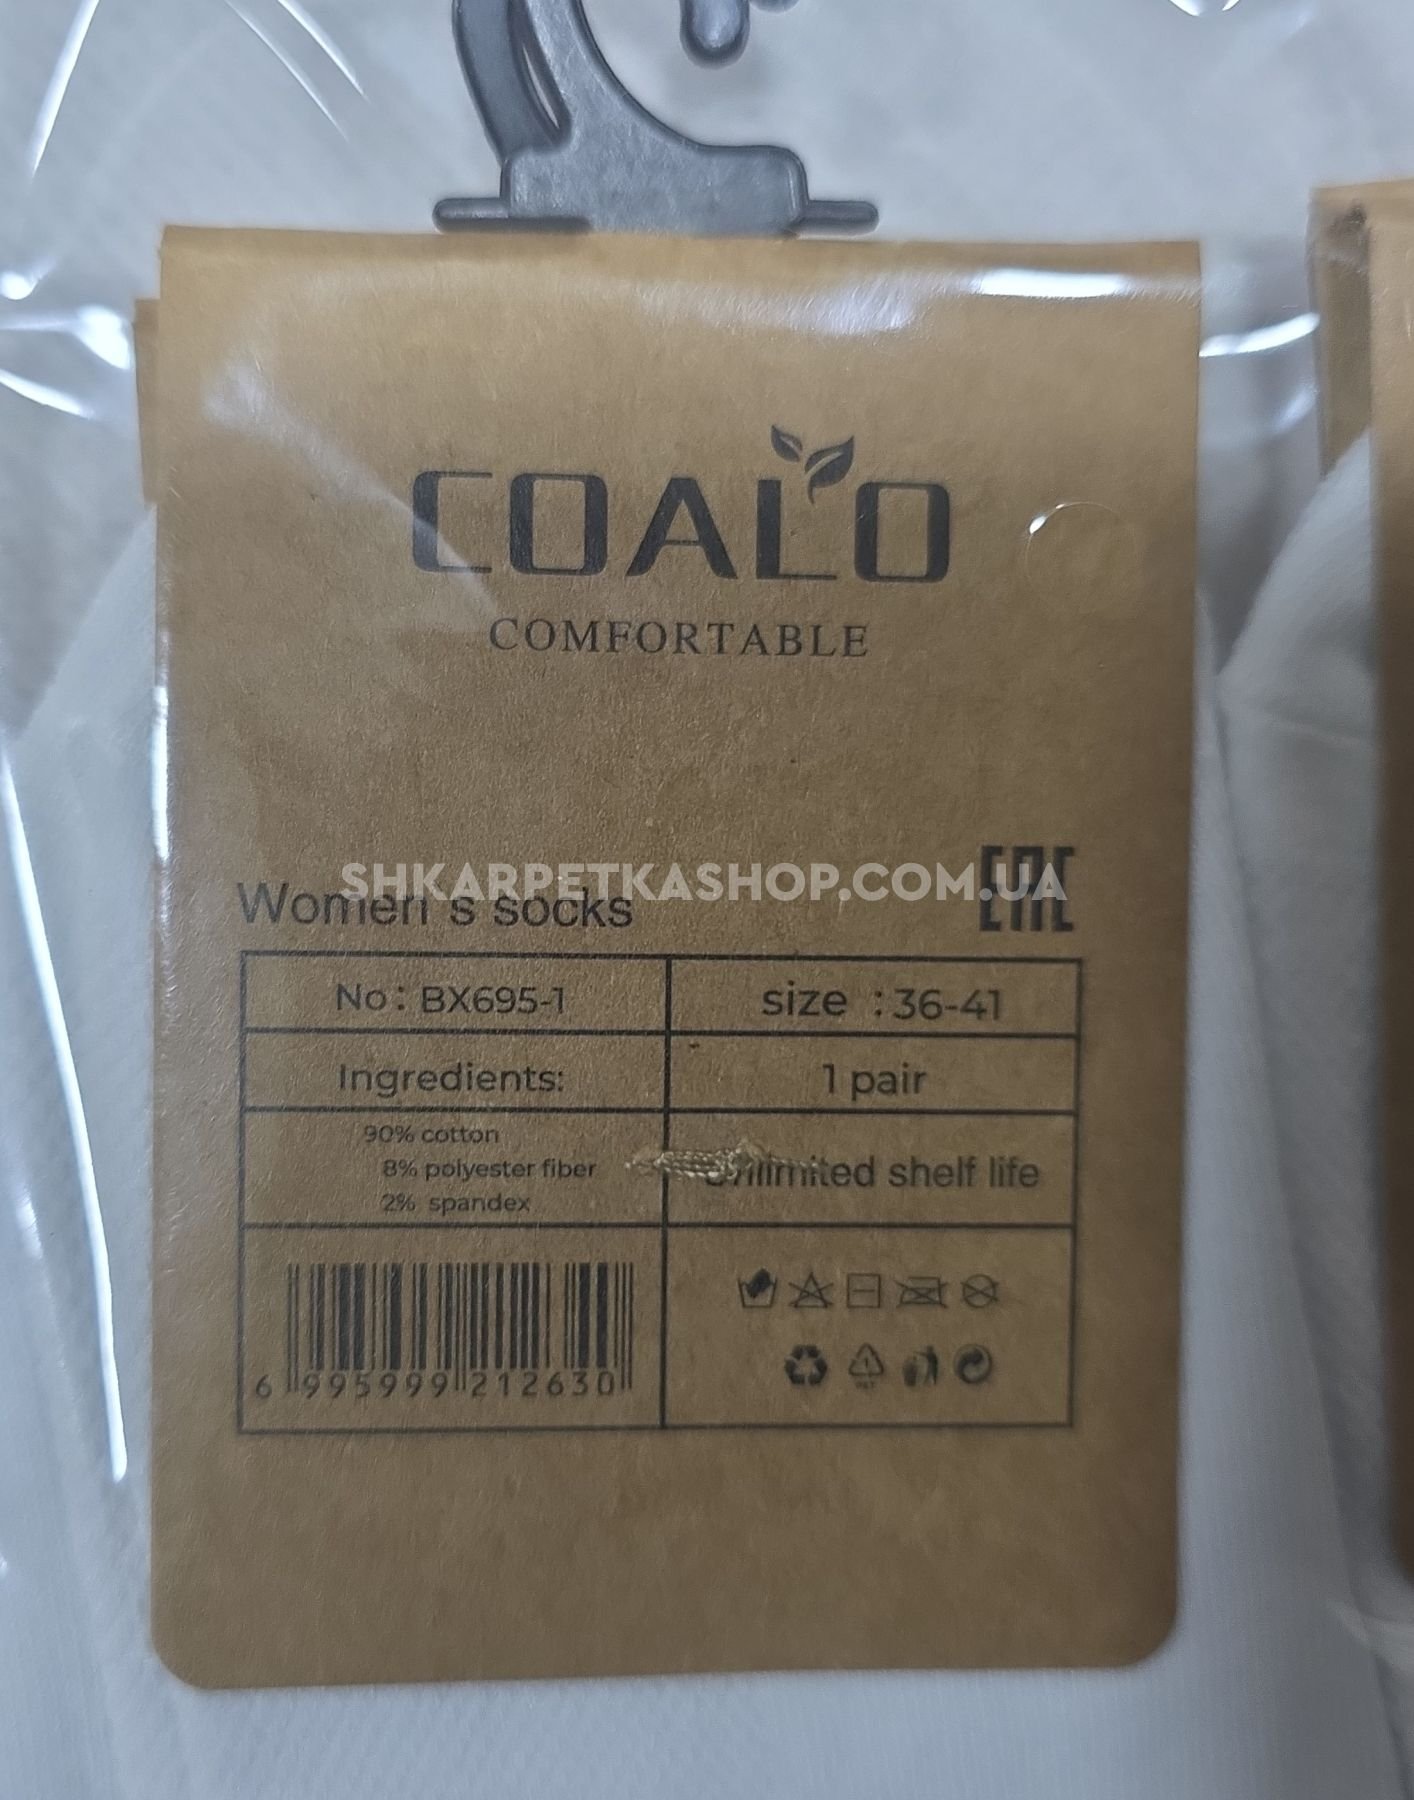 COALO
COMFORTABLE
SHKARPETKASHOP.COM.UA
Women's socks
EAC
No: BX695-1
size : 36-41
Ingredients:
1 pair
90% cotton
8% polyester fiber
2% spandex
Unlimited shelf life
6 995999 212630